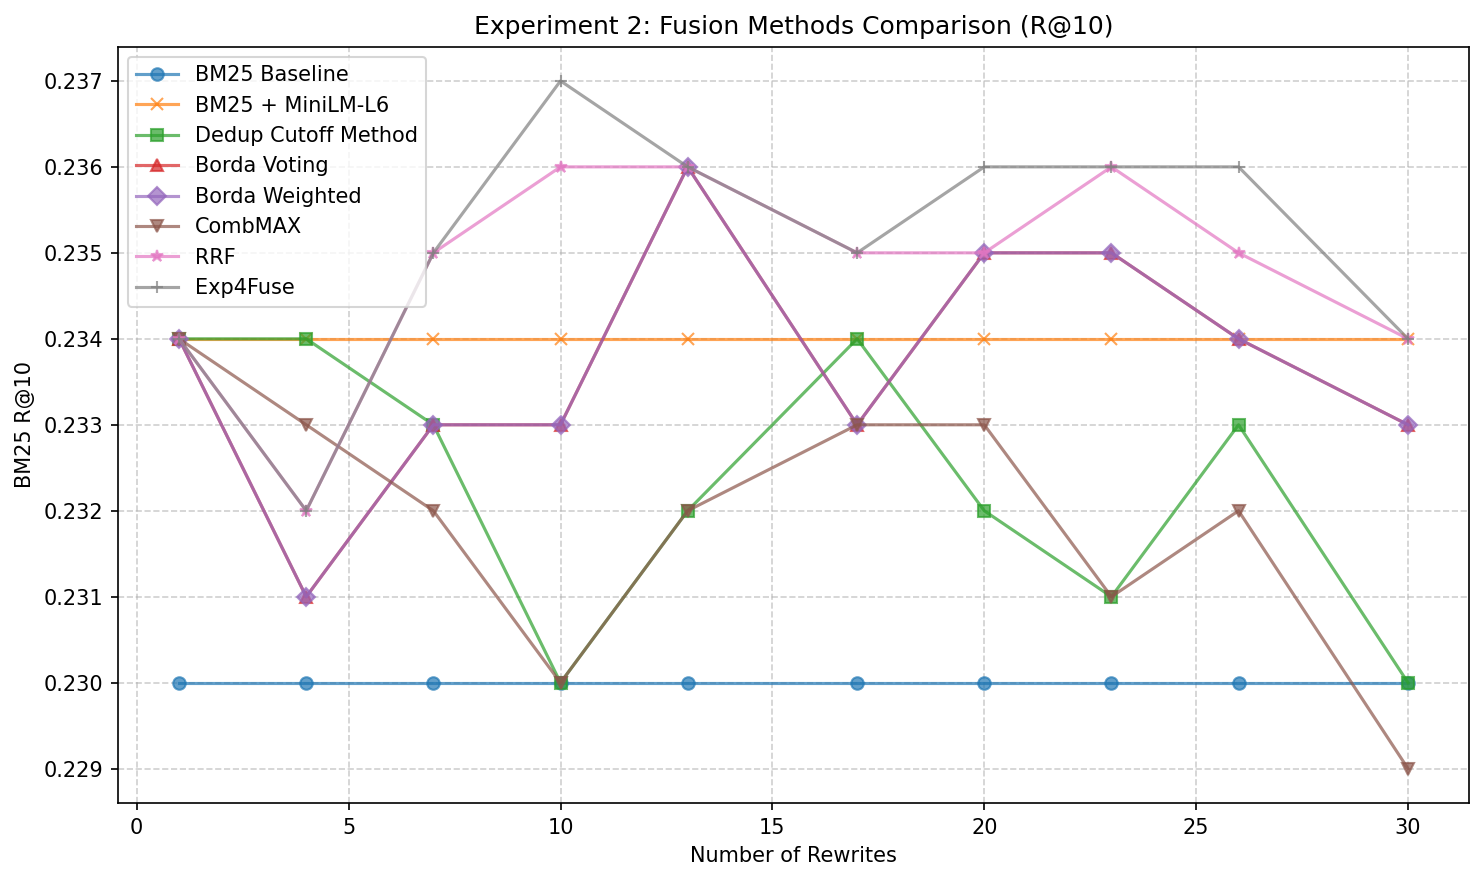 Experiment 2: Fusion Methods Comparison (R@10)
BM25 Baseline
BM25 + MiniLM-L6
Dedup Cutoff Method
Borda Voting
Borda Weighted
CombMAX
RRF
Exp4Fuse
0.237
0.236
0.235
0.234
0.233
0.232
0.231
0.230
0.229
BM25 R@10
0 5 10 15 20 25 30
Number of Rewrites